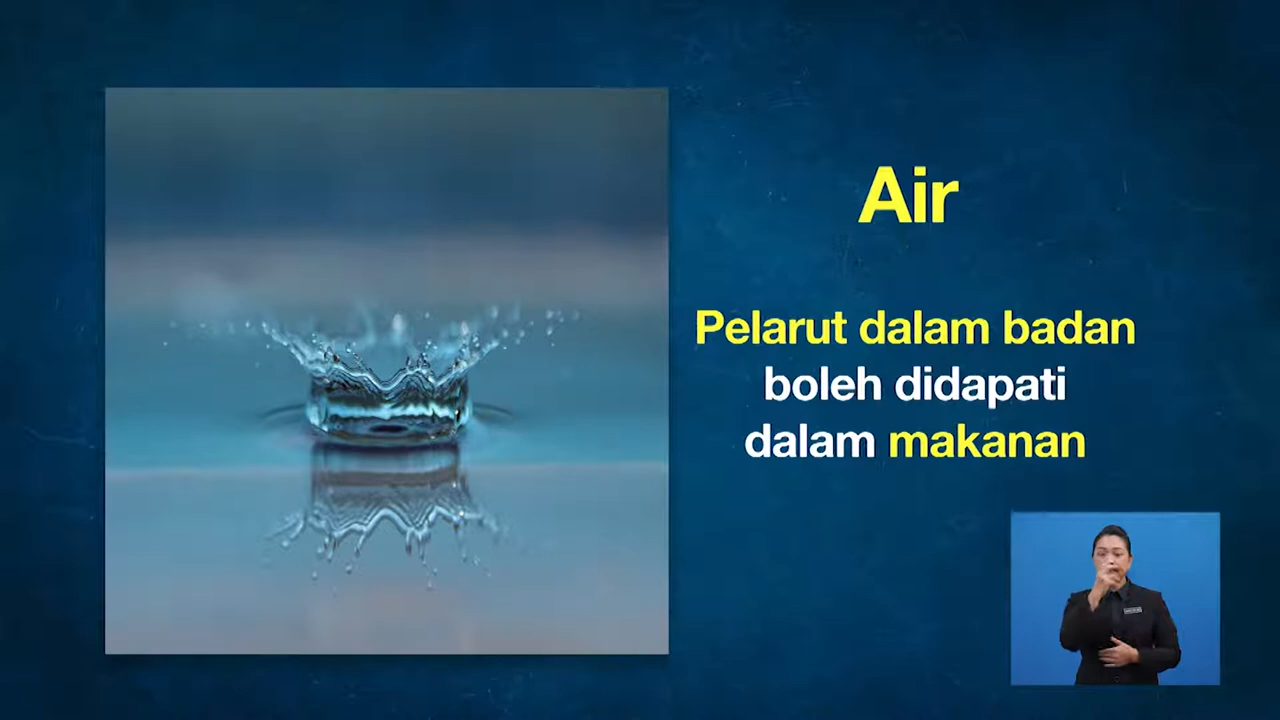 Air
Pelarut dalam badan
boleh didapati
dalam makanan